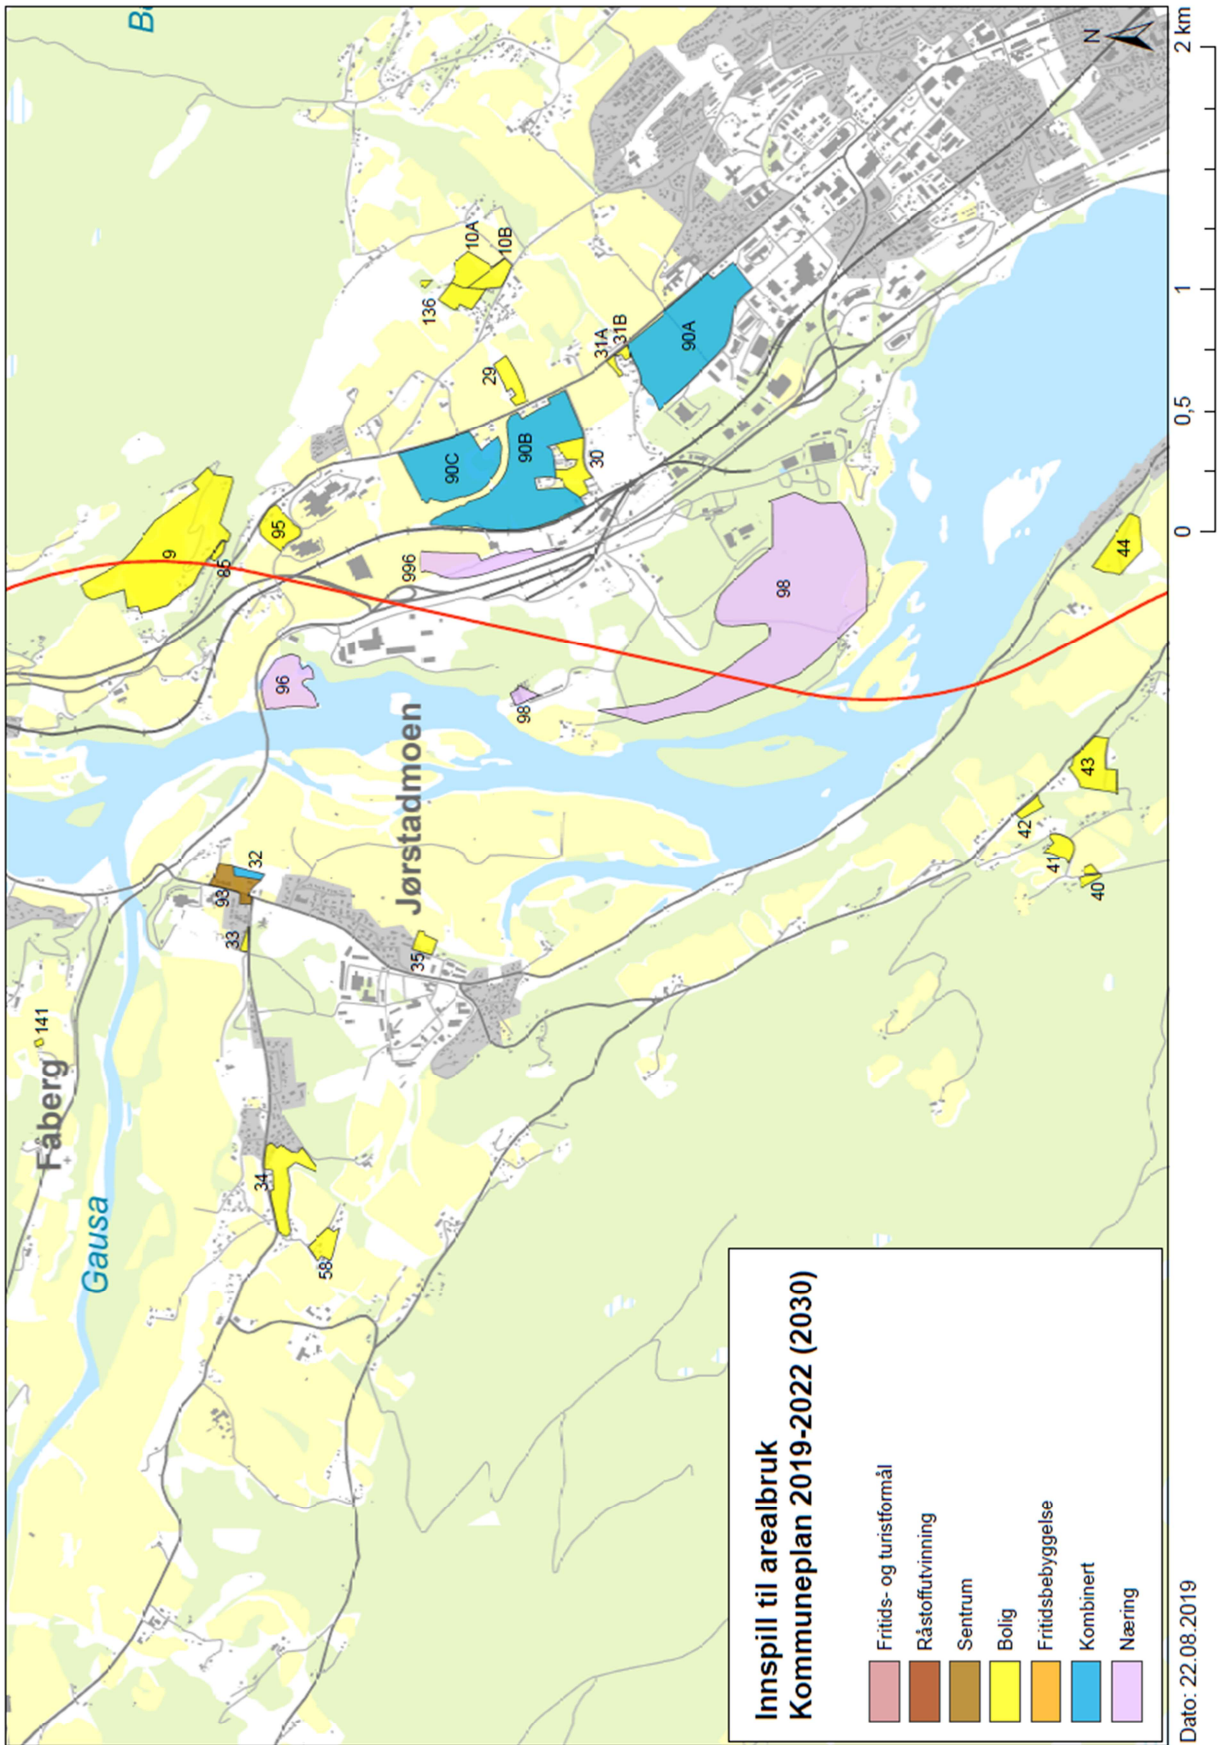 Be
Gausa
Fåberg
141
34
58
33
93
32
35
Jørstadmoen
96
98
98
996
9
85
95
90C
90B
30
29
136
10A
10B
31A
31B
90A
40
41
42
43
44
N
0
0,5
1
2 km
Innspill til arealbruk
Kommuneplan 2019-2022 (2030)
Fritids- og turistformål
Råstoffutvinning
Sentrum
Bolig
Fritidsbebyggelse
Kombinert
Næring
Dato: 22.08.2019